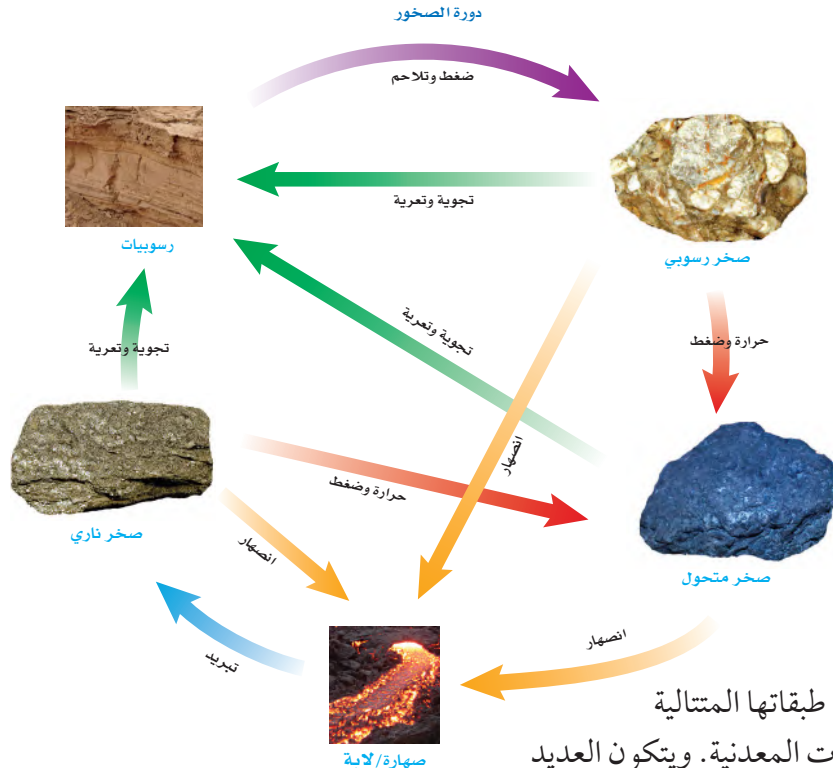 دورة الصخور
ضغط وتلاحم
تجوية وتعرية
رسوبيات
صخر رسوبي
تجوية وتعرية
تجوية وتعرية
حرارة وضغط
انصهار
حرارة وضغط
صخر ناري
صخر متحول
انصهار
انصهار
تبريد
صهارة/لابة
طبقاتها المتتالية
ت المعدنية. ويتكون العديد